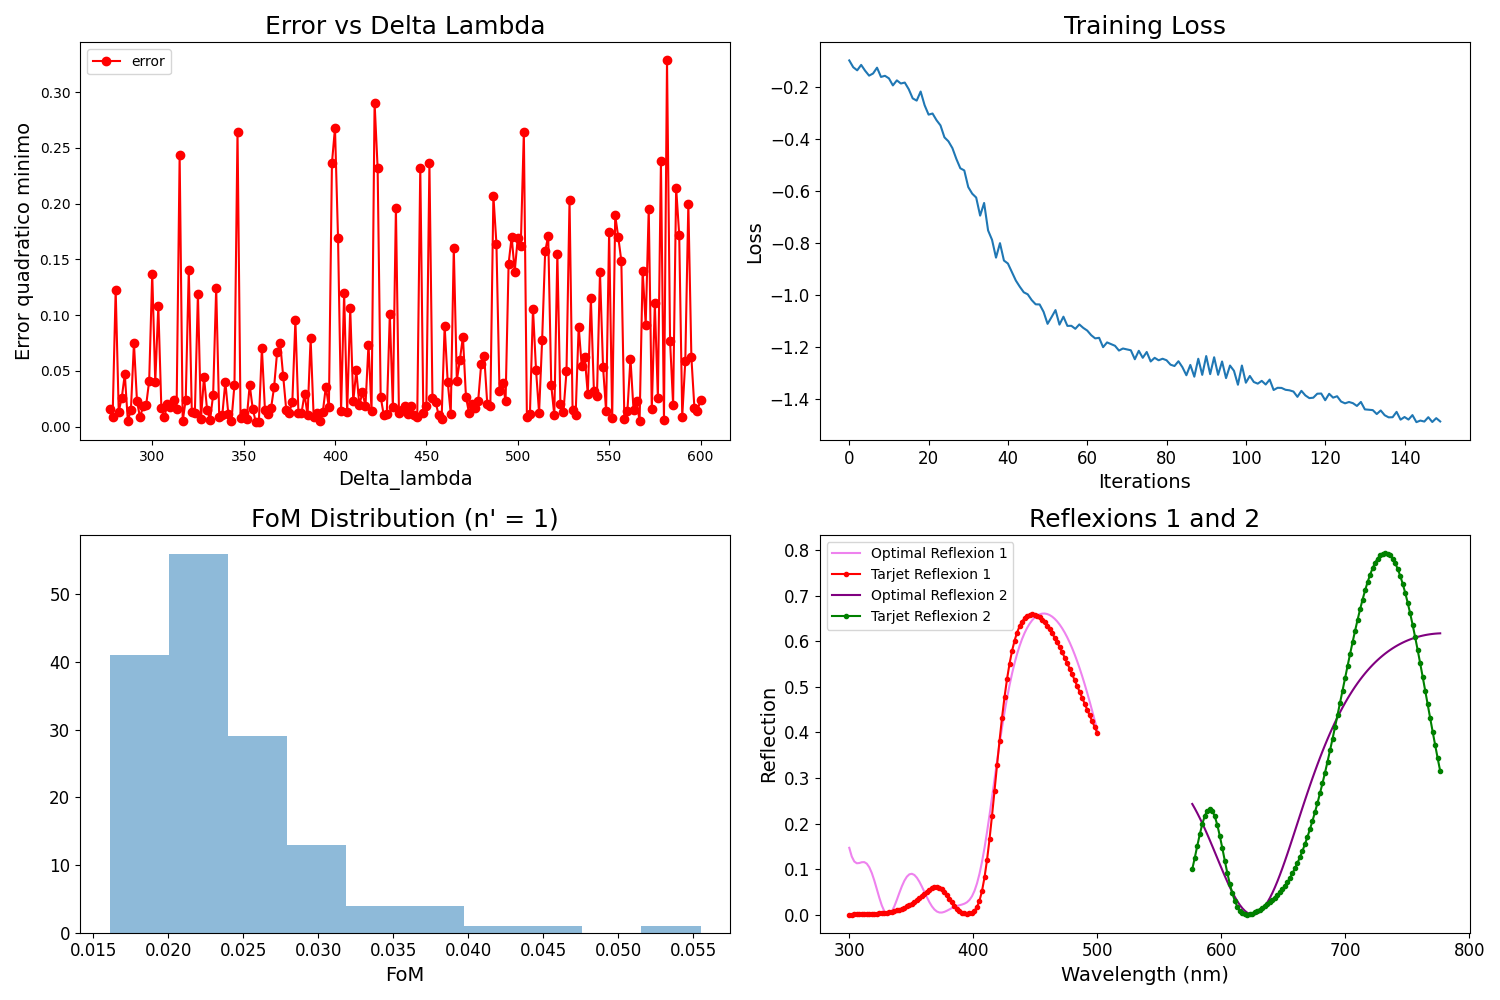 Error vs Delta Lambda
error
Error quadratico minimo
0.30
0.25
0.20
0.15
0.10
0.05
0.00
300 350 400 450 500 550 600
Delta_lambda
Training Loss
Loss
−0.2
−0.4
−0.6
−0.8
−1.0
−1.2
−1.4
0 20 40 60 80 100 120 140
Iterations
FoM Distribution (n' = 1)
50
40
30
20
10
0
0.015 0.020 0.025 0.030 0.035 0.040 0.045 0.050 0.055
FoM
Reflexions 1 and 2
Optimal Reflexion 1
Tarjet Reflexion 1
Optimal Reflexion 2
Tarjet Reflexion 2
Reflection
0.8
0.7
0.6
0.5
0.4
0.3
0.2
0.1
0.0
300 400 500 600 700 800
Wavelength (nm)